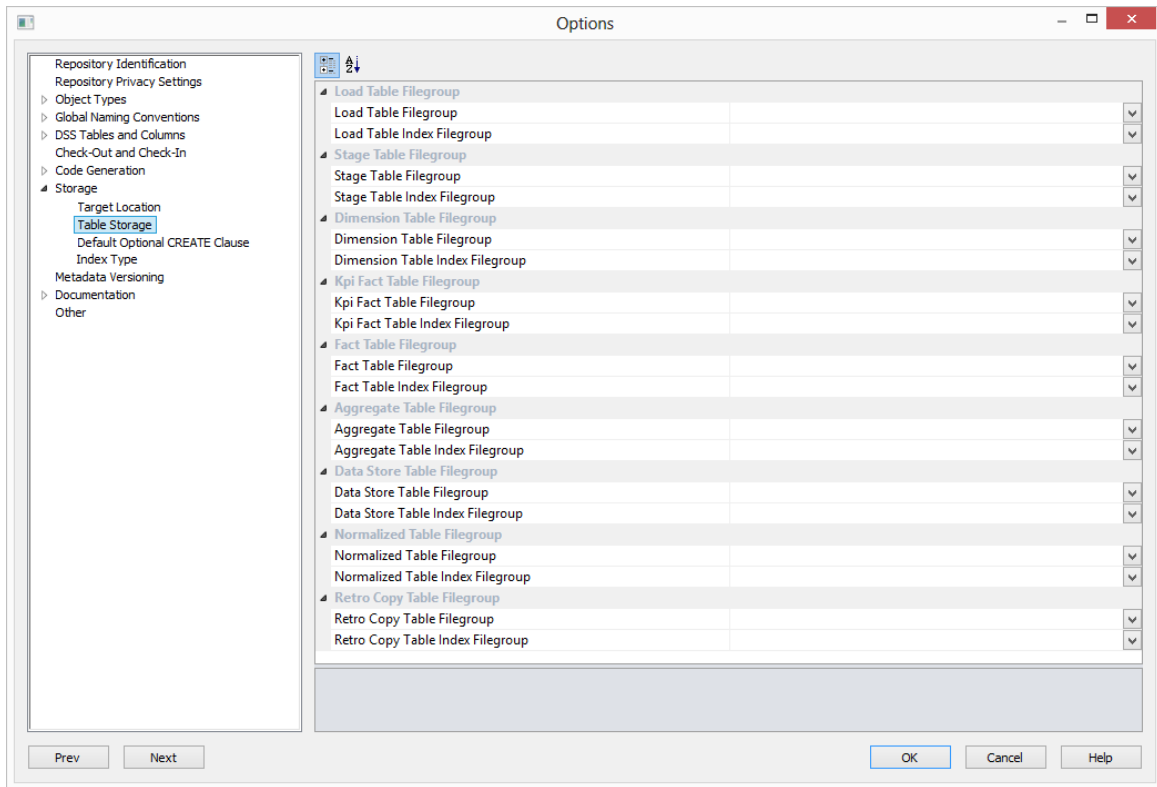 Options
Repository Identification
Repository Privacy Settings
Object Types
Global Naming Conventions
DSS Tables and Columns
Check-Out and Check-In
Code Generation
Storage
Target Location
Table Storage
Default Optional CREATE Clause
Index Type
Metadata Versioning
Documentation
Other
A
Z
Load Table Filegroup
Load Table Filegroup
Load Table Index Filegroup
Stage Table Filegroup
Stage Table Filegroup
Stage Table Index Filegroup
Dimension Table Filegroup
Dimension Table Filegroup
Dimension Table Index Filegroup
Kpi Fact Table Filegroup
Kpi Fact Table Filegroup
Kpi Fact Table Index Filegroup
Fact Table Filegroup
Fact Table Filegroup
Fact Table Index Filegroup
Aggregate Table Filegroup
Aggregate Table Filegroup
Aggregate Table Index Filegroup
Data Store Table Filegroup
Data Store Table Filegroup
Data Store Table Index Filegroup
Normalized Table Filegroup
Normalized Table Filegroup
Normalized Table Index Filegroup
Retro Copy Table Filegroup
Retro Copy Table Filegroup
Retro Copy Table Index Filegroup
Prev Next OK Cancel Help